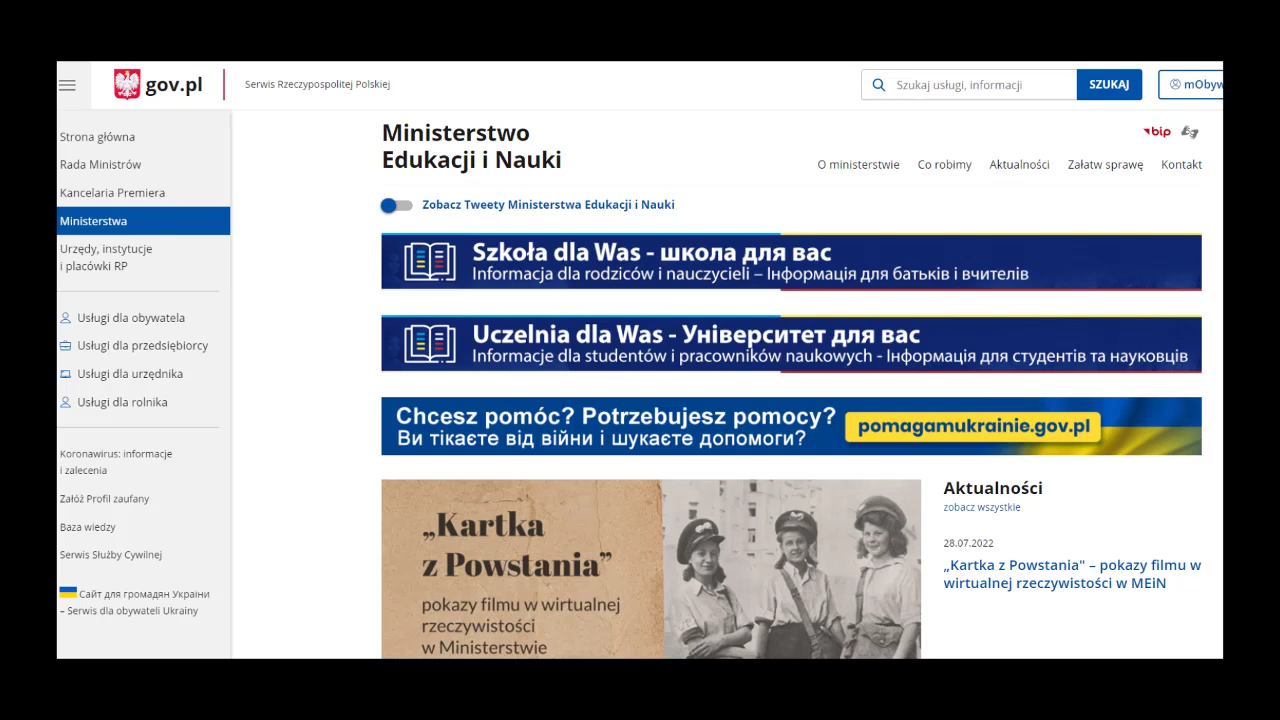 gov.pl
Serwis Rzeczypospolitej Polskiej
Szukaj usługi, informacji
SZUKAJ
mObyw
Strona główna
Rada Ministrów
Kancelaria Premiera
Ministerstwa
Urzędy, instytucje
i placówki RP
Usługi dla obywatela
Usługi dla przedsiębiorcy
Usługi dla urzędnika
Usługi dla rolnika
Koronawirus: informacje
i zalecenia
Załóż Profil zaufany
Baza wiedzy
Serwis Służby Cywilnej
Сайт для громадян України
– Serwis dla obywateli Ukrainy
Ministerstwo
Edukacji i Nauki
bip
O ministerstwie Co robimy Aktualności Załatw sprawę Kontakt
Zobacz Tweety Ministerstwa Edukacji i Nauki
Szkoła dla Was - школа для вас
Informacja dla rodziców i nauczycieli – Інформація для батьків і вчителів
Uczelnia dla Was - Університет для вас
Informacje dla studentów i pracowników naukowych - Інформація для студентів та науковців
Chcesz pomóc? Potrzebujesz pomocy?
Ви тікаєте від війни і шукаєте допомоги?
pomagamukrainie.gov.pl
„Kartka
z Powstania”
pokazy filmu w wirtualnej
rzeczywistości
w Ministerstwie
Aktualności
zobacz wszystkie
28.07.2022
„Kartka z Powstania" – pokazy filmu w
wirtualnej rzeczywistości w MEiN